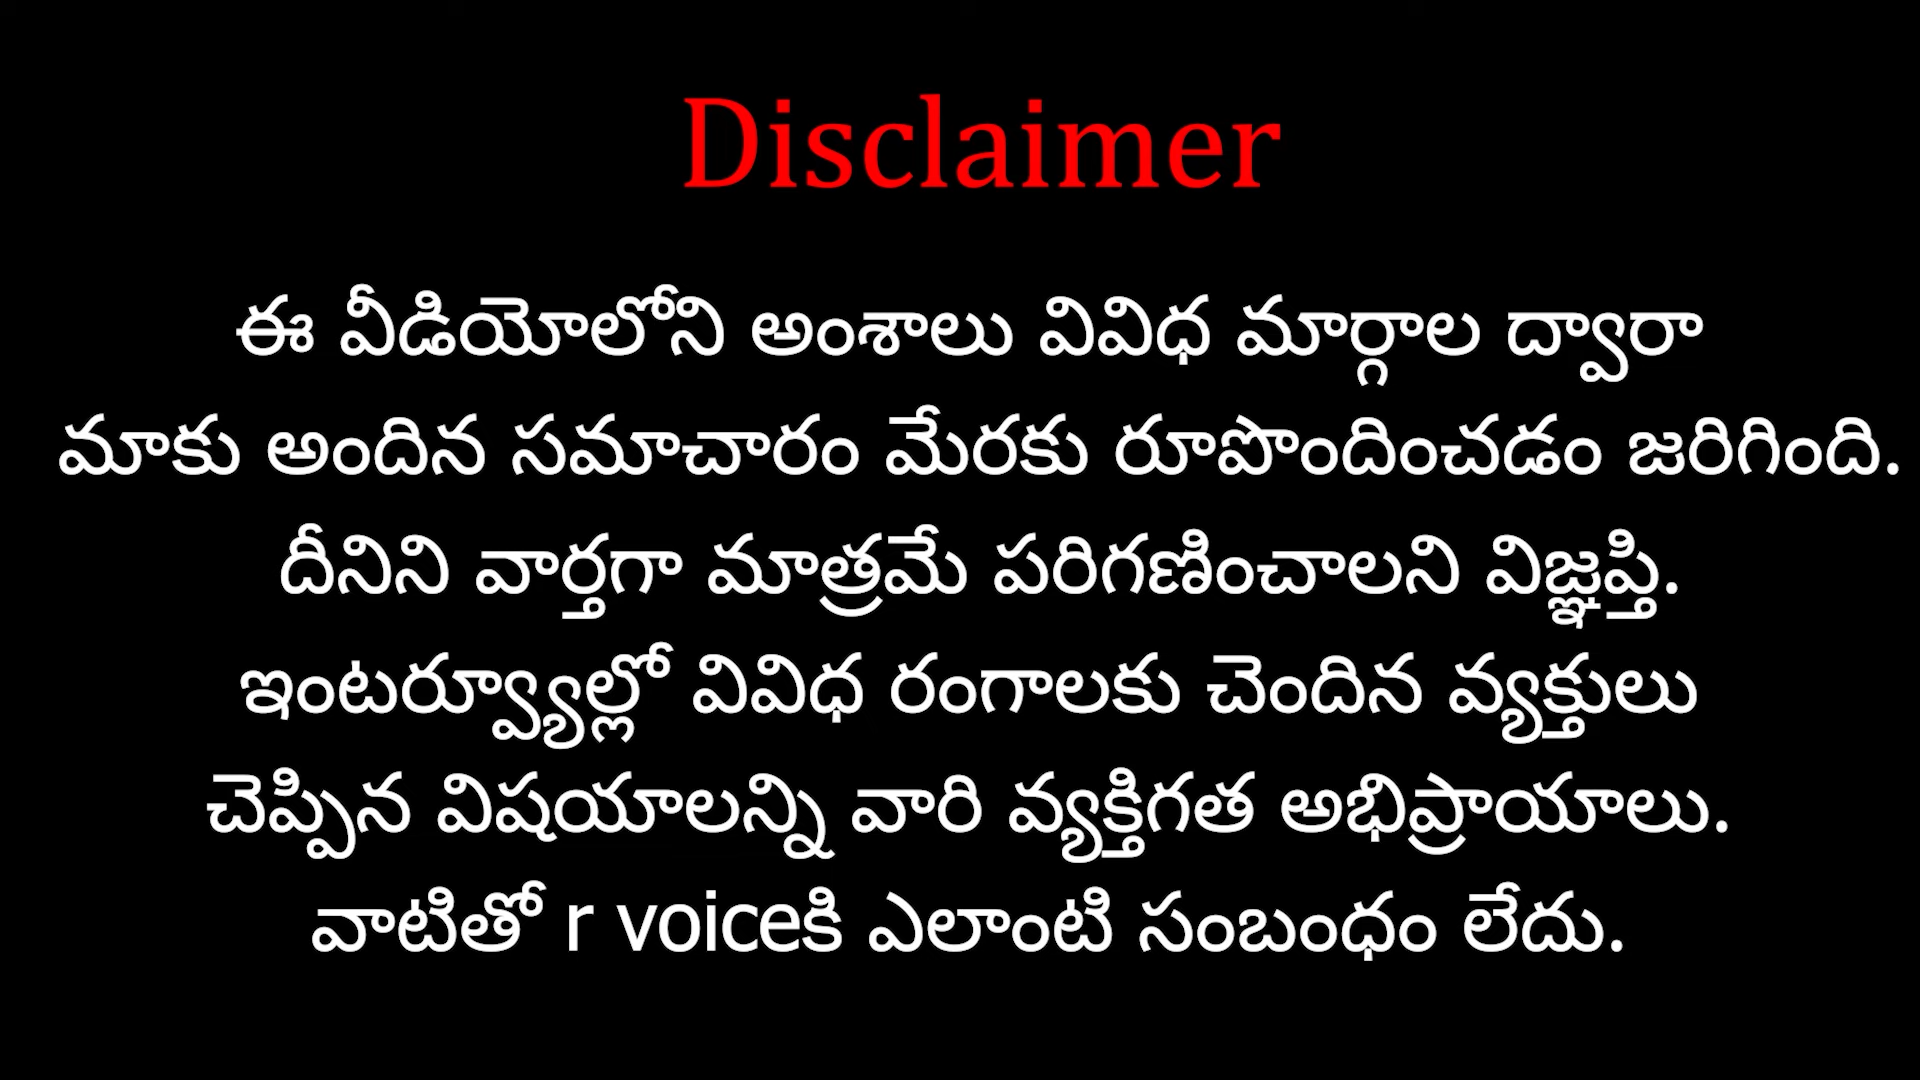 Disclaimer
ఈ వీడియోలోని అంశాలు వివిధ మార్గాల ద్వారా
మాకు అందిన సమాచారం మేరకు రూపొందించడం జరిగింది.
దీనిని వార్తగా మాత్రమే పరిగణించాలని విజ్ఞప్తి.
ఇంటర్వ్యూల్లో వివిధ రంగాలకు చెందిన వ్యక్తులు
చెప్పిన విషయాలన్ని వారి వ్యక్తిగత అభిప్రాయాలు.
వాటితో r voiceకి ఎలాంటి సంబంధం లేదు.